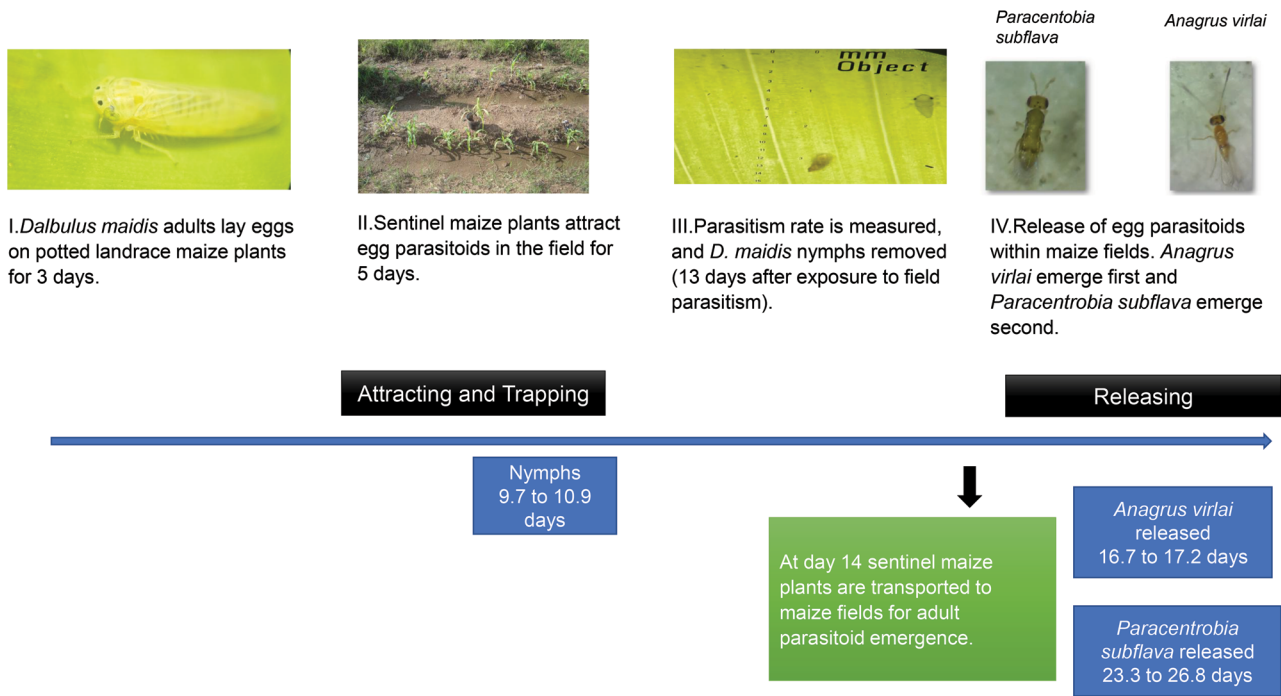 Paracentobia
subflava
Anagrus virlai
mm
Object
I.Dalbulus maidis adults lay eggs
on potted landrace maize plants
for 3 days.
II.Sentinel maize plants attract
egg parasitoids in the field for
5 days.
III.Parasitism rate is measured,
and D. maidis nymphs removed
(13 days after exposure to field
parasitism).
IV.Release of egg parasitoids
within maize fields. Anagrus
virlai emerge first and
Paracentrobia subflava emerge
second.
Attracting and Trapping
Releasing
Nymphs
9.7 to 10.9
days
At day 14 sentinel maize
plants are transported to
maize fields for adult
parasitoid emergence.
Anagrus virlai
released
16.7 to 17.2 days
Paracentrobia
subflava released
23.3 to 26.8 days